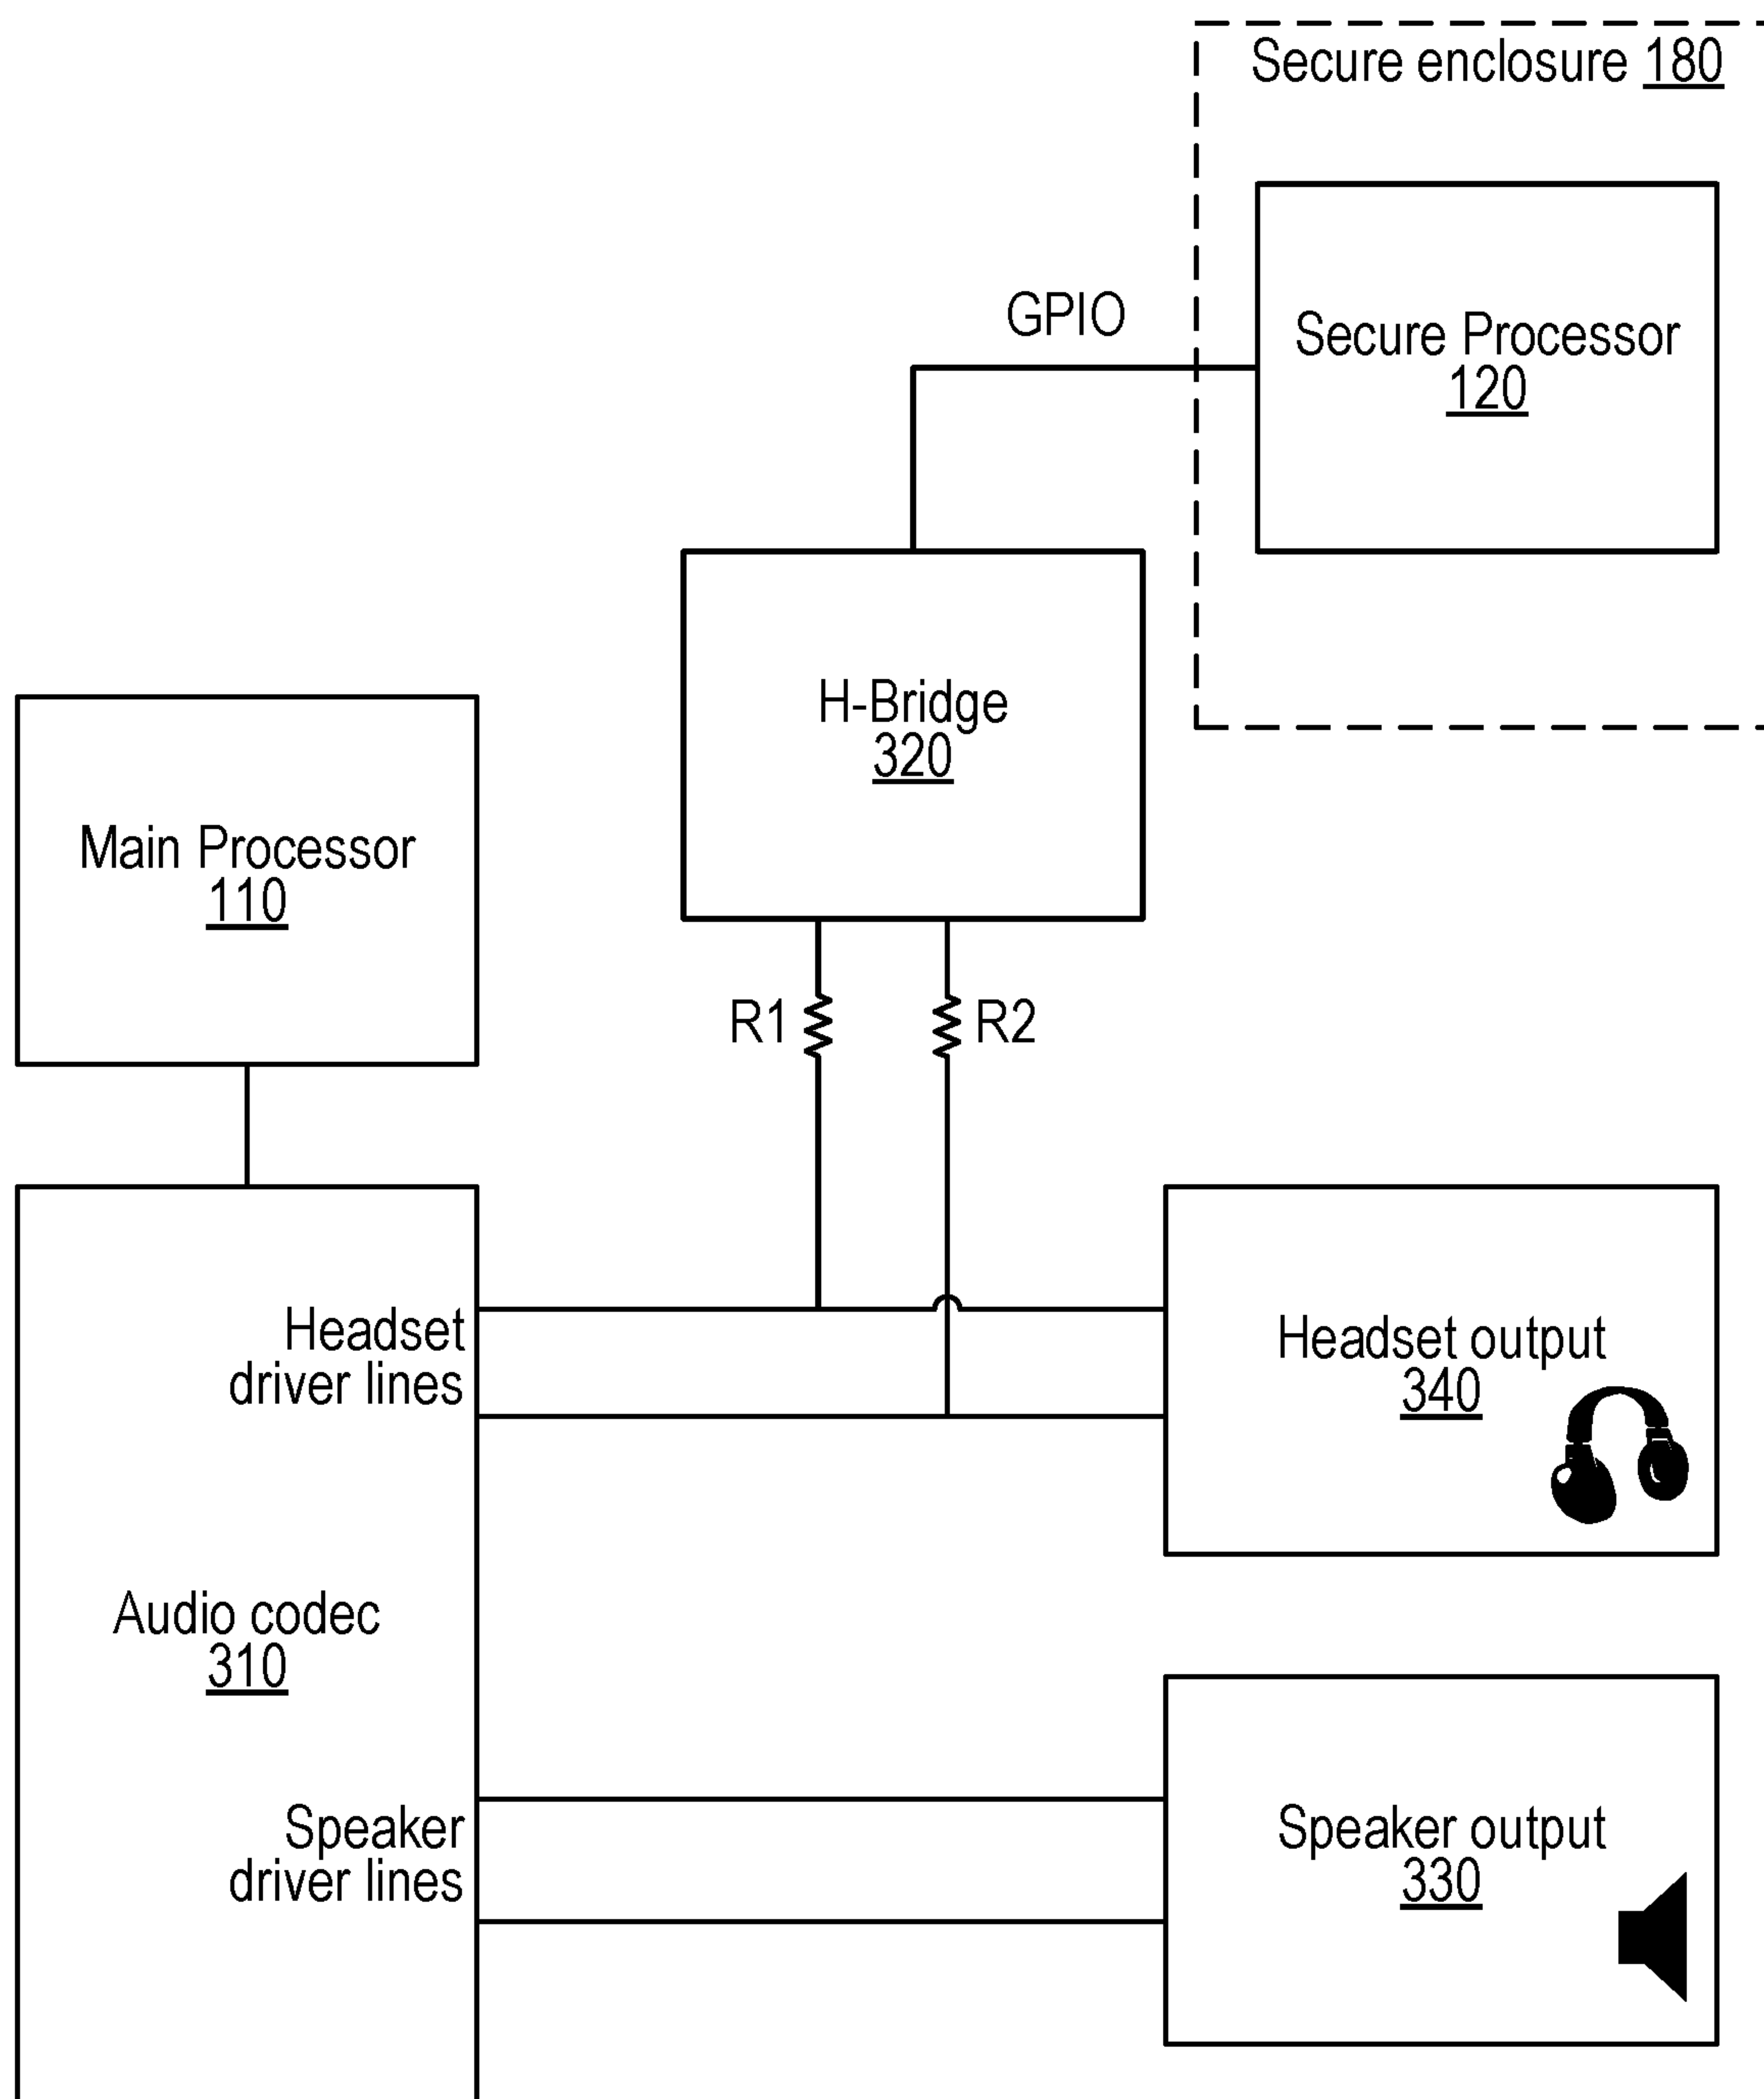 Secure enclosure 180
GPIO
Secure Processor
120
H-Bridge
320
Main Processor
110
R1
R2
Headset
driver lines
Headset output
340
Audio codec
310
Speaker
driver lines
Speaker output
330